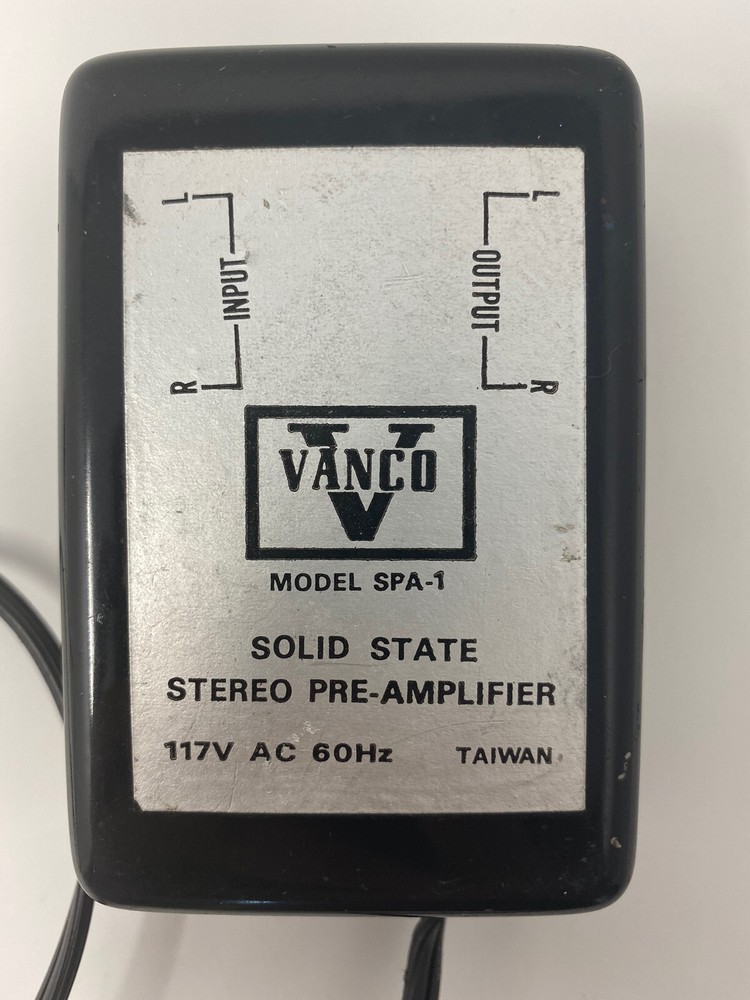 L L
INPUT OUTPUT
R R
V
VANCO
MODEL SPA-1
SOLID STATE
STEREO PRE-AMPLIFIER
117V AC 60Hz TAIWAN